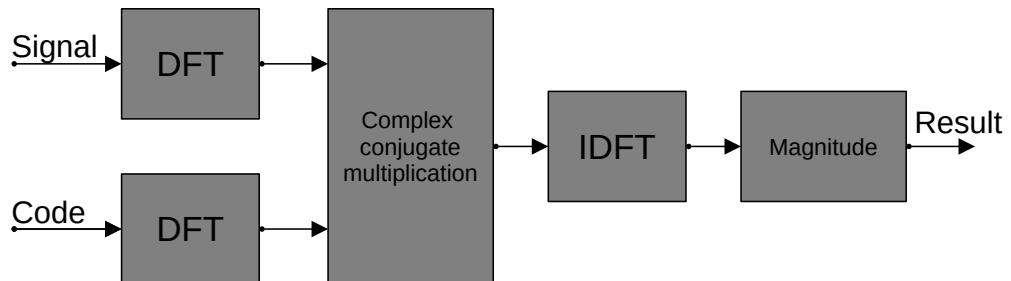 Signal
DFT
Code
DFT
Complex
conjugate
multiplication
IDFT
Magnitude
Result